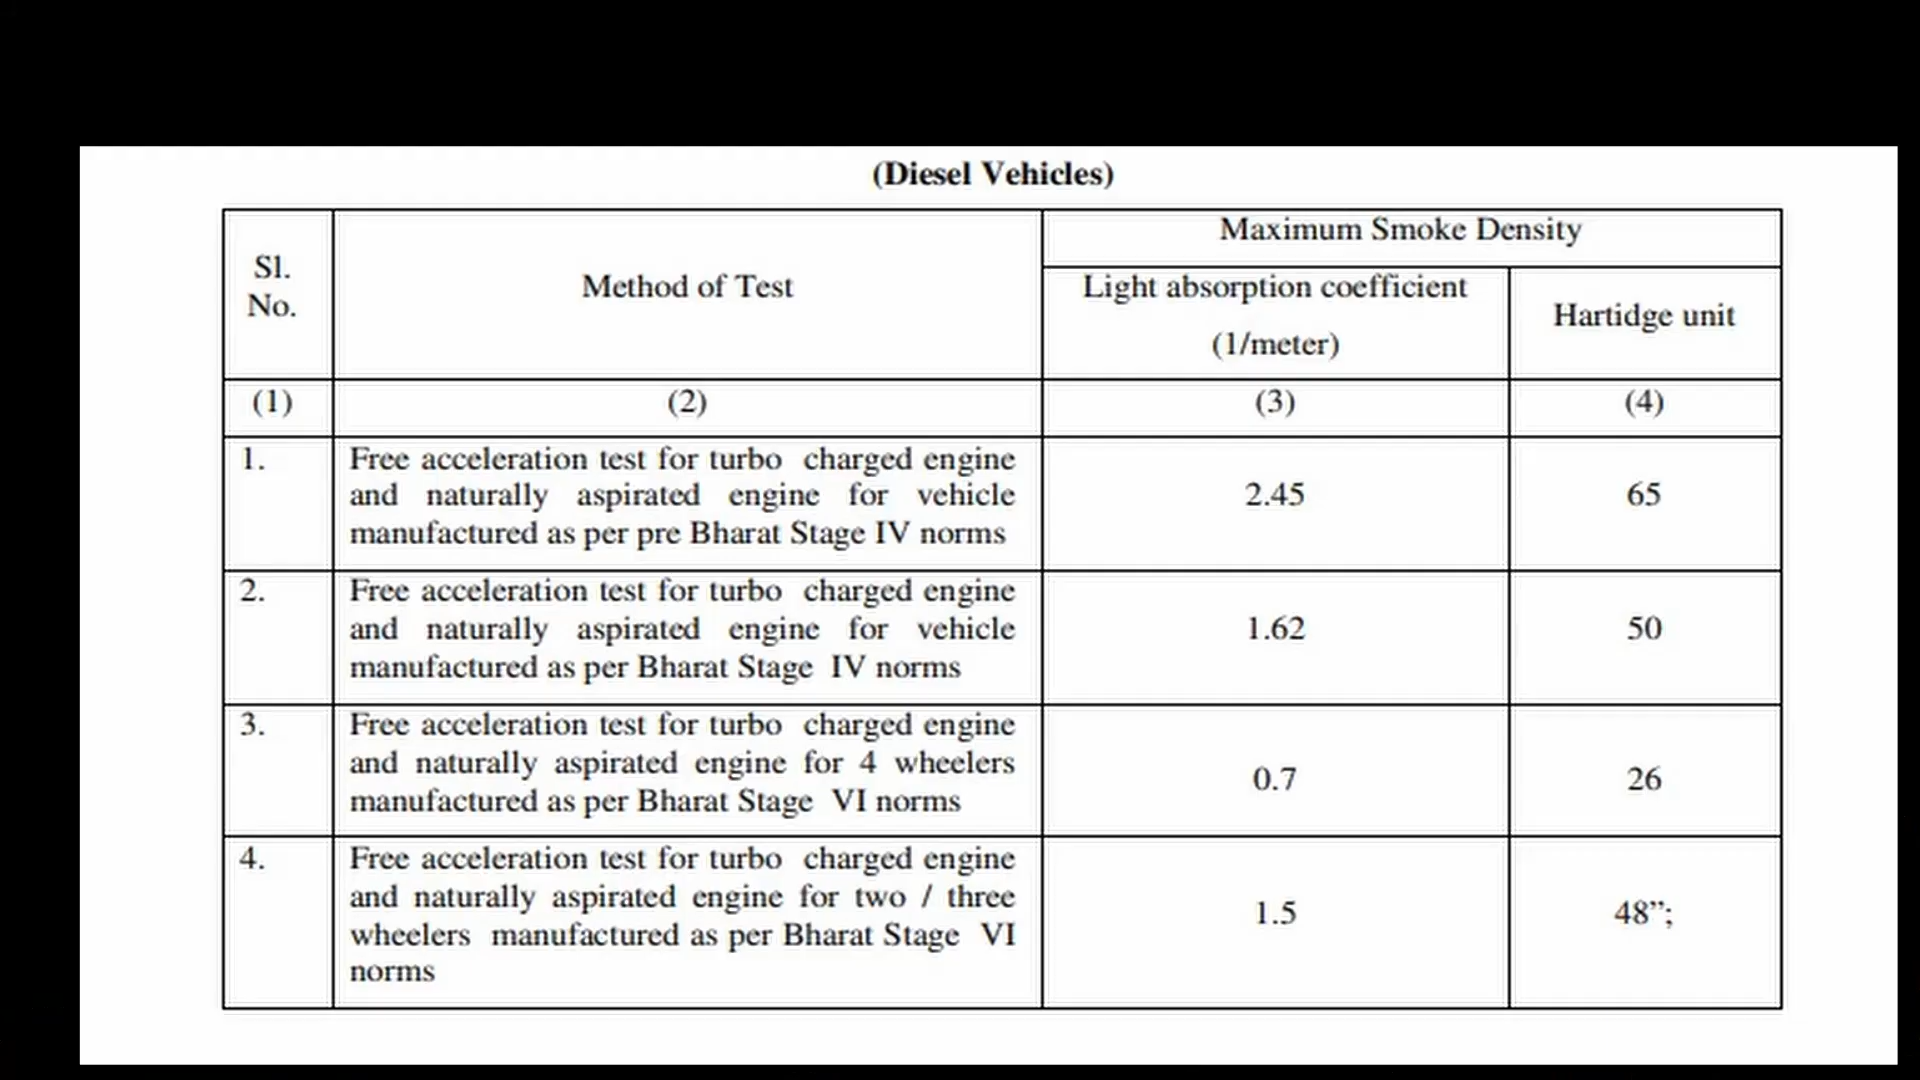 (Diesel Vehicles)
Sl.
No.
Method of Test
Maximum Smoke Density
Light absorption coefficient
(1/meter)
Hartidge unit
(1)
(2)
(3)
(4)
1.
Free acceleration test for turbo charged engine
and naturally aspirated engine for vehicle
manufactured as per pre Bharat Stage IV norms
2.45
65
2.
Free acceleration test for turbo charged engine
and naturally aspirated engine for vehicle
manufactured as per Bharat Stage IV norms
1.62
50
3.
Free acceleration test for turbo charged engine
and naturally aspirated engine for 4 wheelers
manufactured as per Bharat Stage VI norms
0.7
26
4.
Free acceleration test for turbo charged engine
and naturally aspirated engine for two / three
wheelers manufactured as per Bharat Stage VI
norms
1.5
48”;